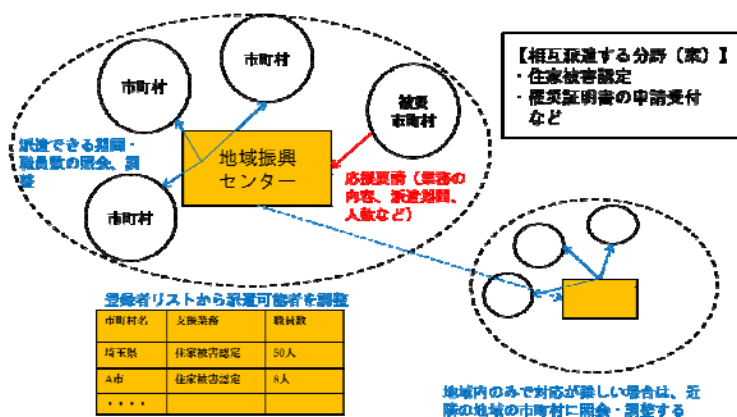 市町村
市町村
被災
市町村
【相互派遣する分野（案）】
・住家被害認定
・罹災証明書の申請受付
など
派遣できる期間・
職員数の照会、調
整
地域振興
センター
応援要請（業務の
内容、派遣期間、
人数など）
市町村
登録者リストから派遣可能者を調整
市町村名 支援業務 職員数
埼玉県 住家被害認定 50人
A市 住家被害認定 8人
・・・・
地域内のみで対応が難しい場合は、近
隣の地域の市町村に照会・調整する